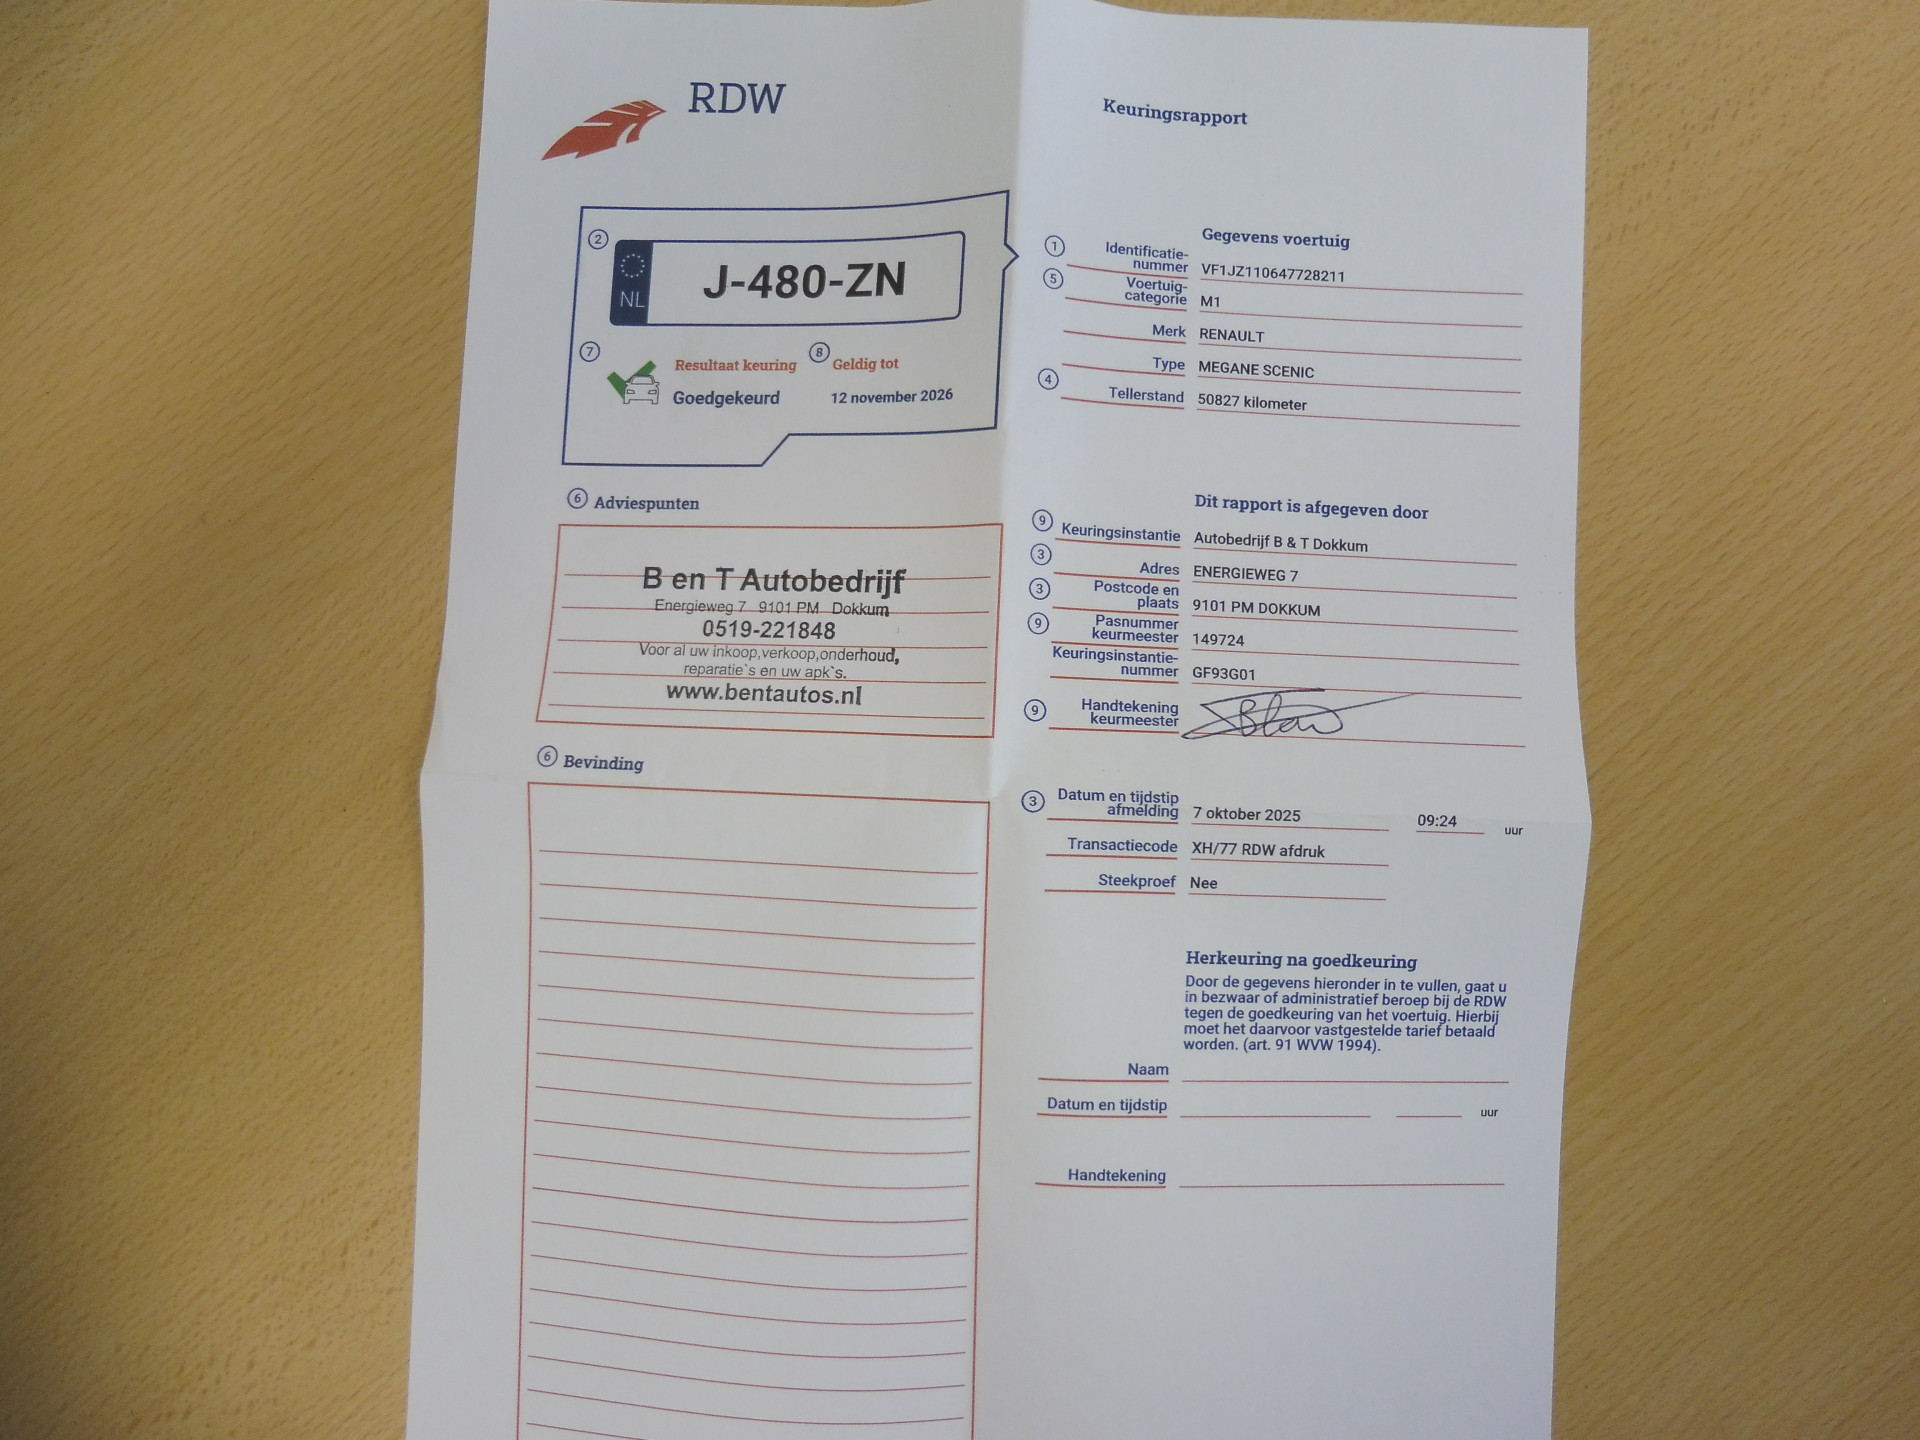 RDW
Keuringsrapport
2
NL
J-480-ZN
7
Resultaat keuring
Goedgekeurd
8
Geldig tot
12 november 2026
Gegevens voertuig
1
Identificatie-
nummer
VF1JZ110647728211
5
Voertuig-
categorie
M1
Merk
RENAULT
Type
MEGANE SCENIC
4
Tellerstand
50827 kilometer
6
Adviespunten
B en T Autobedrijf
Energieweg 7 9101 PM Dokkum
0519-221848
Voor al uw inkoop,verkoop,onderhoud,
reparatie`s en uw apk`s.
www.bentautos.nl
6
Bevinding
Dit rapport is afgegeven door
9
Keuringsinstantie
Autobedrijf B & T Dokkum
3
Adres
ENERGIEWEG 7
3
Postcode en
plaats
9101 PM DOKKUM
9
Pasnummer
keurmeester
149724
Keuringsinstantie-
nummer
GF93G01
9
Handtekening
keurmeester
3
Datum en tijdstip
afmelding
7 oktober 2025
09:24
uur
Transactiecode
XH/77 RDW afdruk
Steekproef
Nee
Herkeuring na goedkeuring
Door de gegevens hieronder in te vullen, gaat u
in bezwaar of administratief beroep bij de RDW
tegen de goedkeuring van het voertuig. Hierbij
moet het daarvoor vastgestelde tarief betaald
worden. (art. 91 WVW 1994).
Naam
Datum en tijdstip
uur
Handtekening